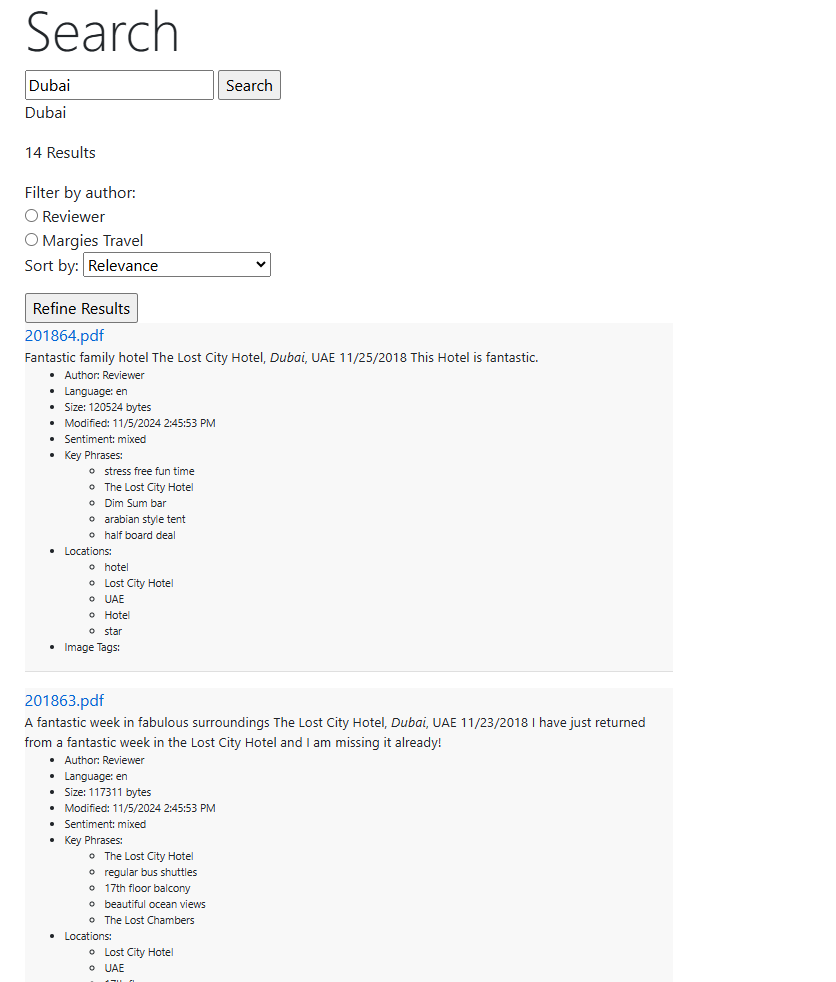 Search
Dubai Search
Dubai
14 Results
Filter by author:
Reviewer
Margies Travel
Sort by: Relevance
Refine Results
201864.pdf
Fantastic family hotel The Lost City Hotel, Dubai, UAE 11/25/2018 This Hotel is fantastic.
Author: Reviewer
Language: en
Size: 120524 bytes
Modified: 11/5/2024 2:45:53 PM
Sentiment: mixed
Key Phrases:
stress free fun time
The Lost City Hotel
Dim Sum bar
arabian style tent
half board deal
Locations:
hotel
Lost City Hotel
UAE
Hotel
star
Image Tags:
201863.pdf
A fantastic week in fabulous surroundings The Lost City Hotel, Dubai, UAE 11/23/2018 I have just returned
from a fantastic week in the Lost City Hotel and I am missing it already!
Author: Reviewer
Language: en
Size: 117311 bytes
Modified: 11/5/2024 2:45:53 PM
Sentiment: mixed
Key Phrases:
The Lost City Hotel
regular bus shuttles
17th floor balcony
beautiful ocean views
The Lost Chambers
Locations:
Lost City Hotel
UAE